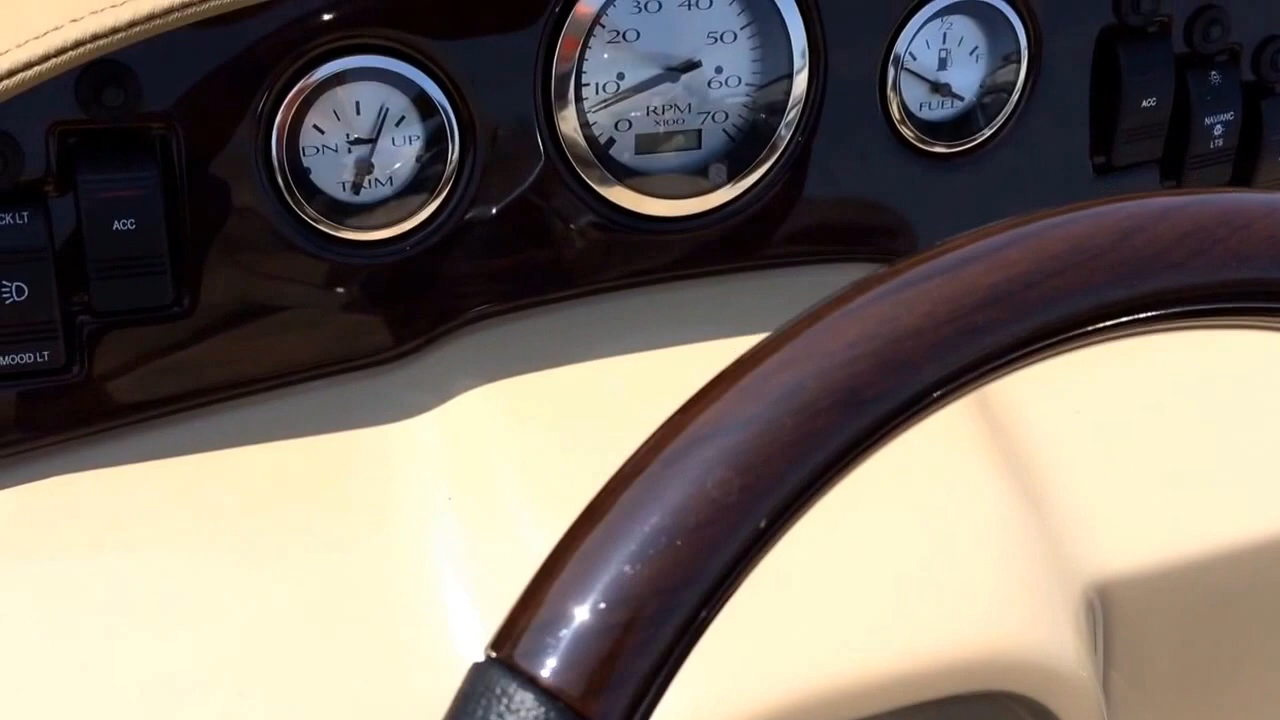 CK LT
MOOD LT
ACC
DN
UP
TRIM
0
10
20
30
40
50
60
70
RPM
X100
1/2
F
FUEL
ACC
NAV/ANC
LTS